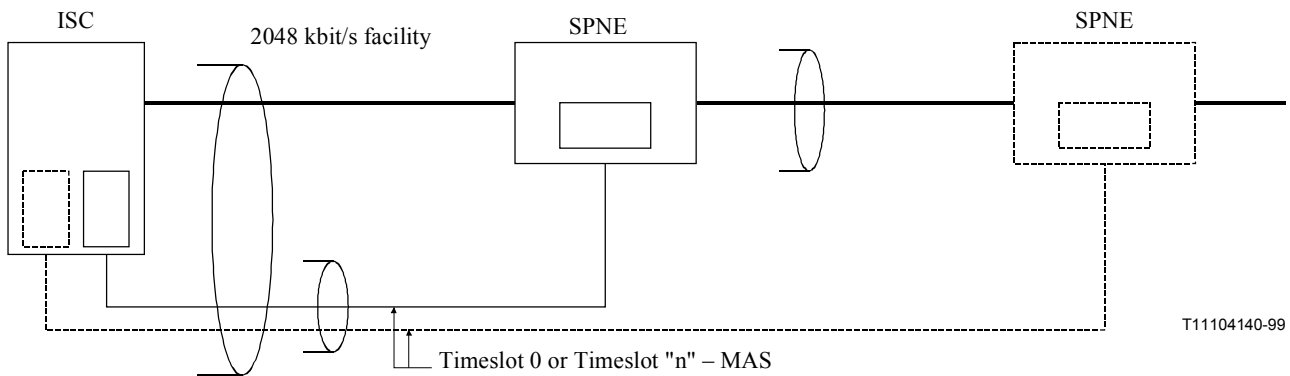 ISC
2048 kbit/s facility
SPNE
SPNE
T11104140-99
Timeslot 0 or Timeslot "n" – MAS